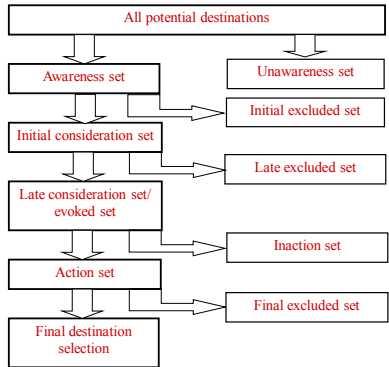 All potential destinations
Awareness set
Unawareness set
Initial excluded set
Initial consideration set
Late excluded set
Late consideration set/
evoked set
Inaction set
Action set
Final excluded set
Final destination
selection